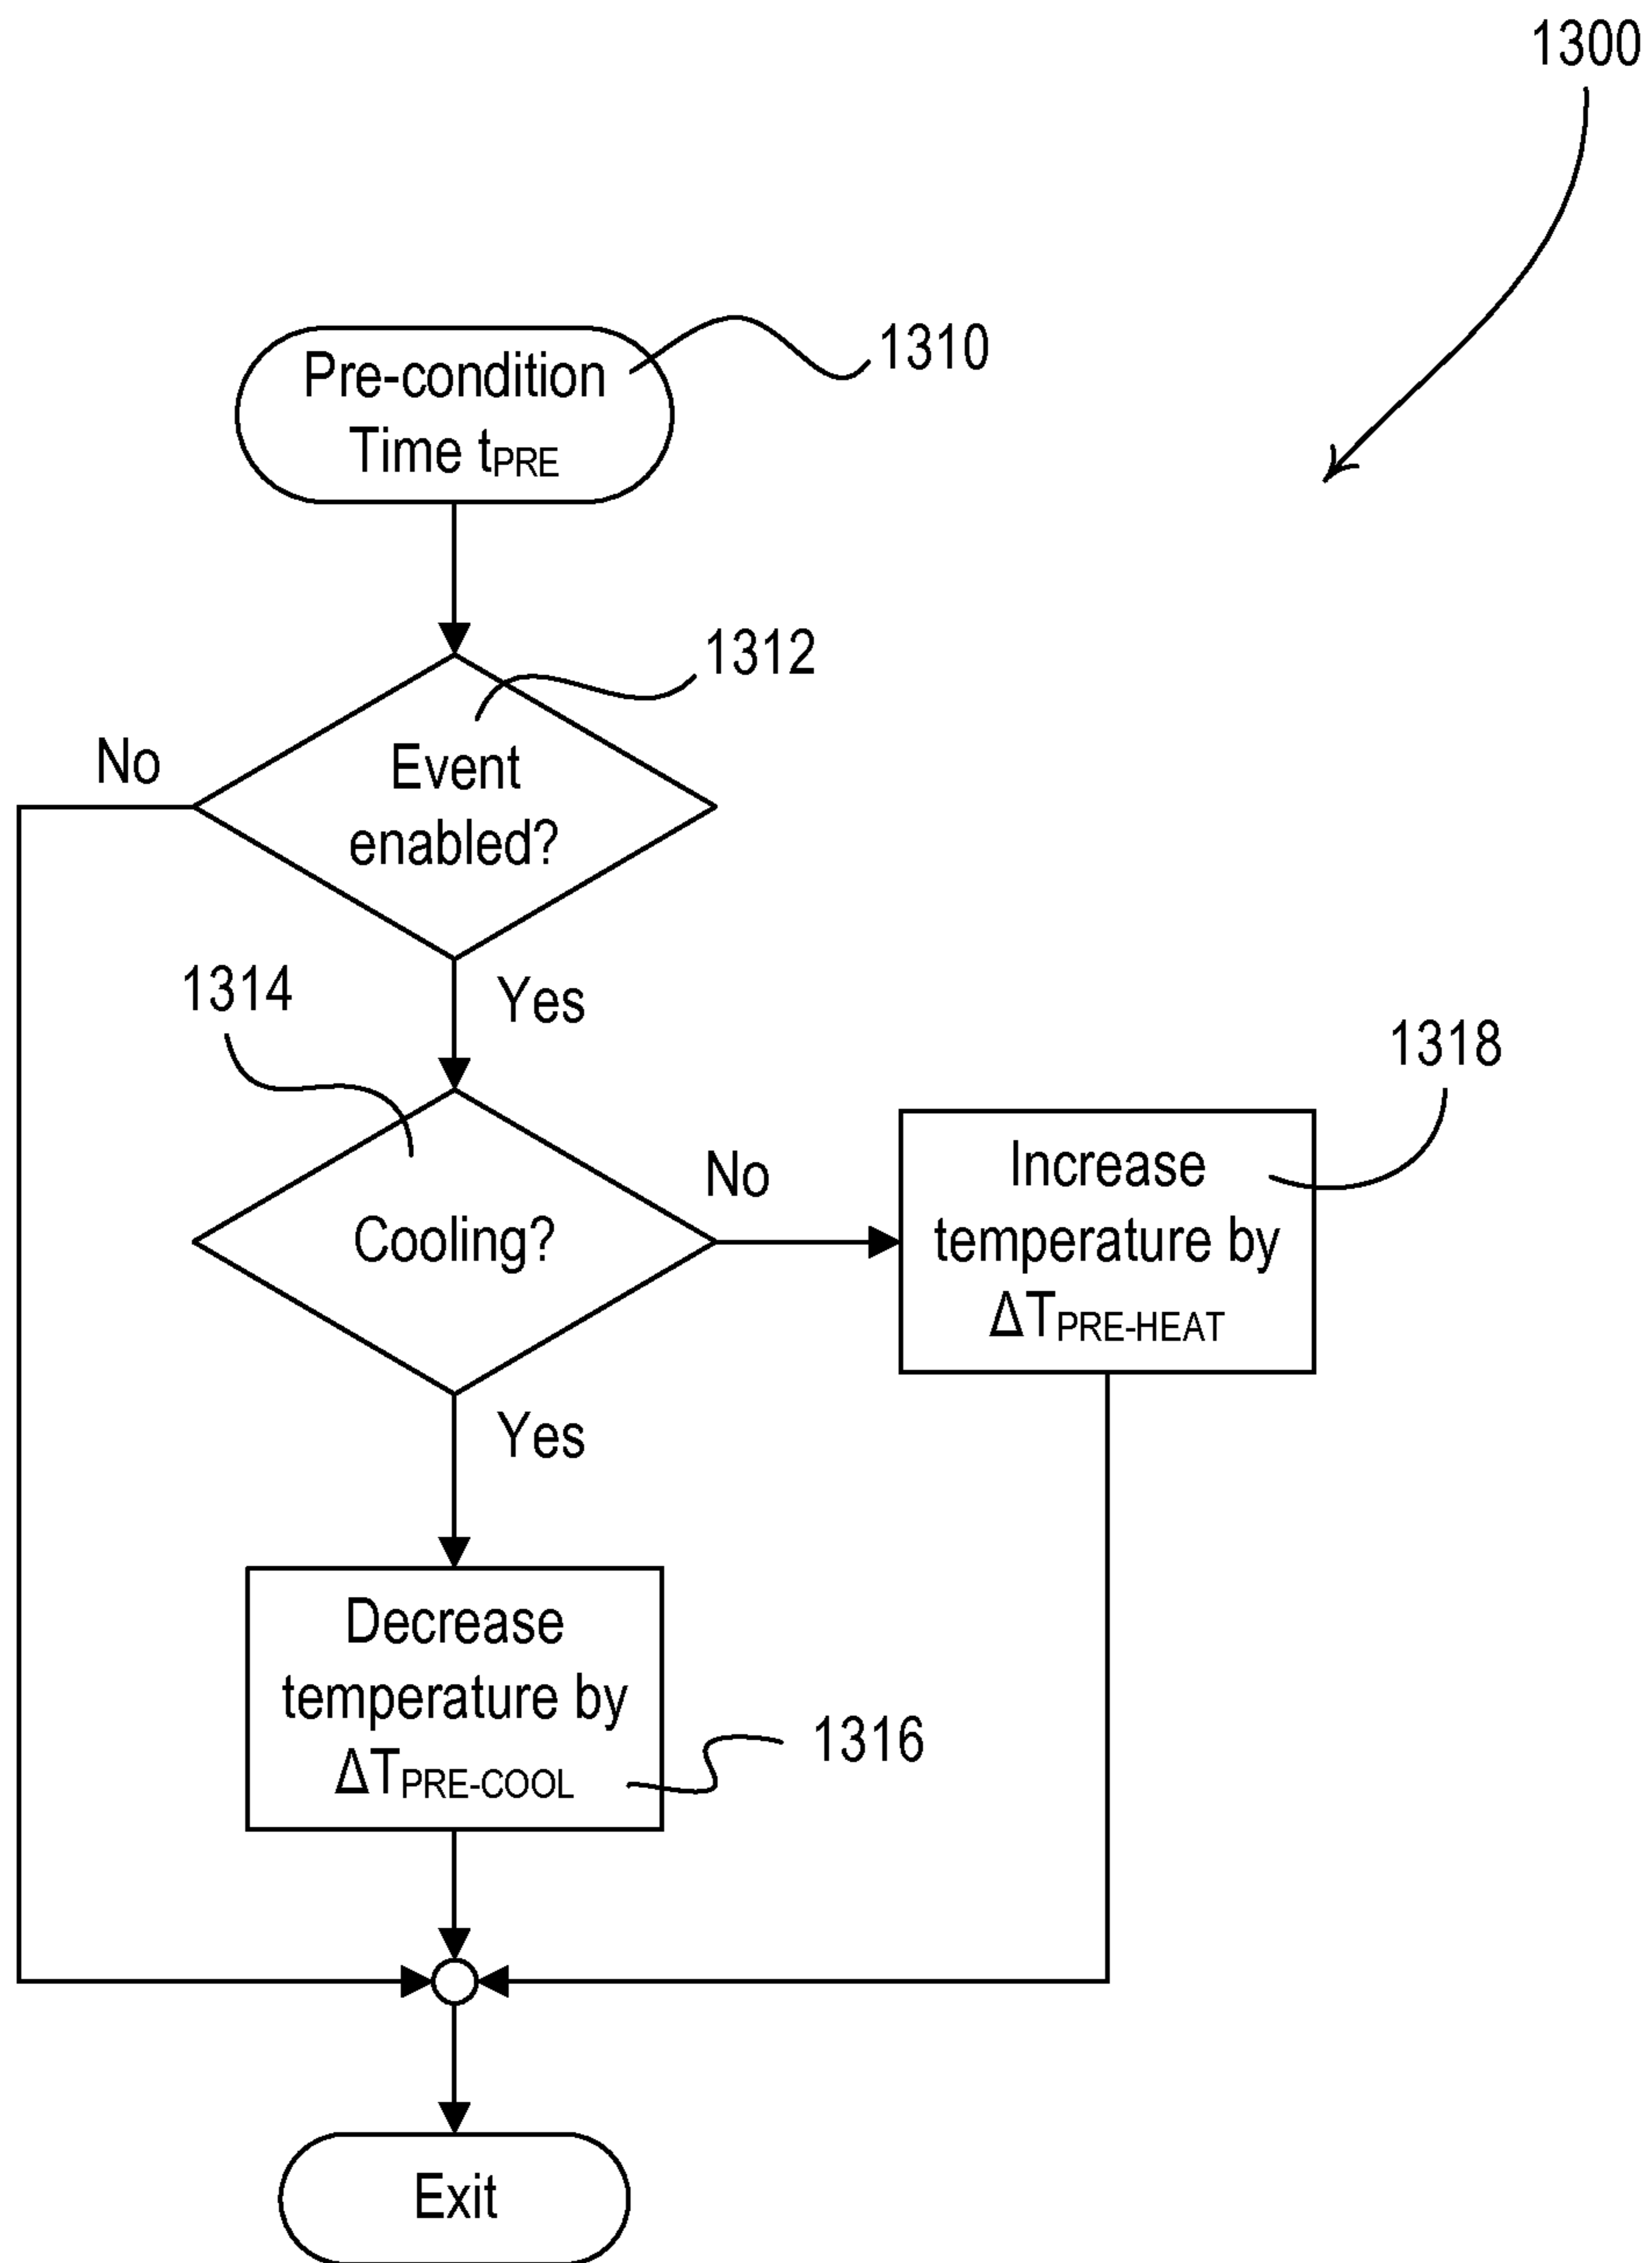 1300
Pre-condition
Time tPRE
1310
1312
No
Event
enabled?
1314
Yes
1318
No
Increase
temperature by
ΔTPRE-HEAT
Cooling?
Yes
Decrease
temperature by
ΔTPRE-COOL
1316
Exit